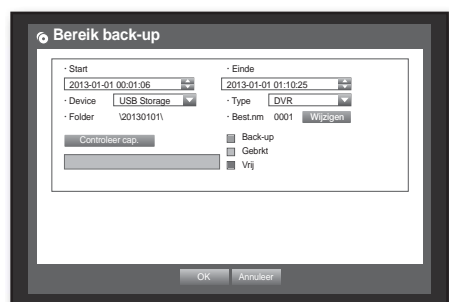 Bereik back-up
· Start · Einde
2013-01-01 00:01:06 2013-01-01 01:10:25
· Device USB Storage · Type DVR
· Folder \20130101\ · Best.nm 0001 Wijzigen
Controleer cap. Back-up
Gebrkt
Vrij
OK Annuleer